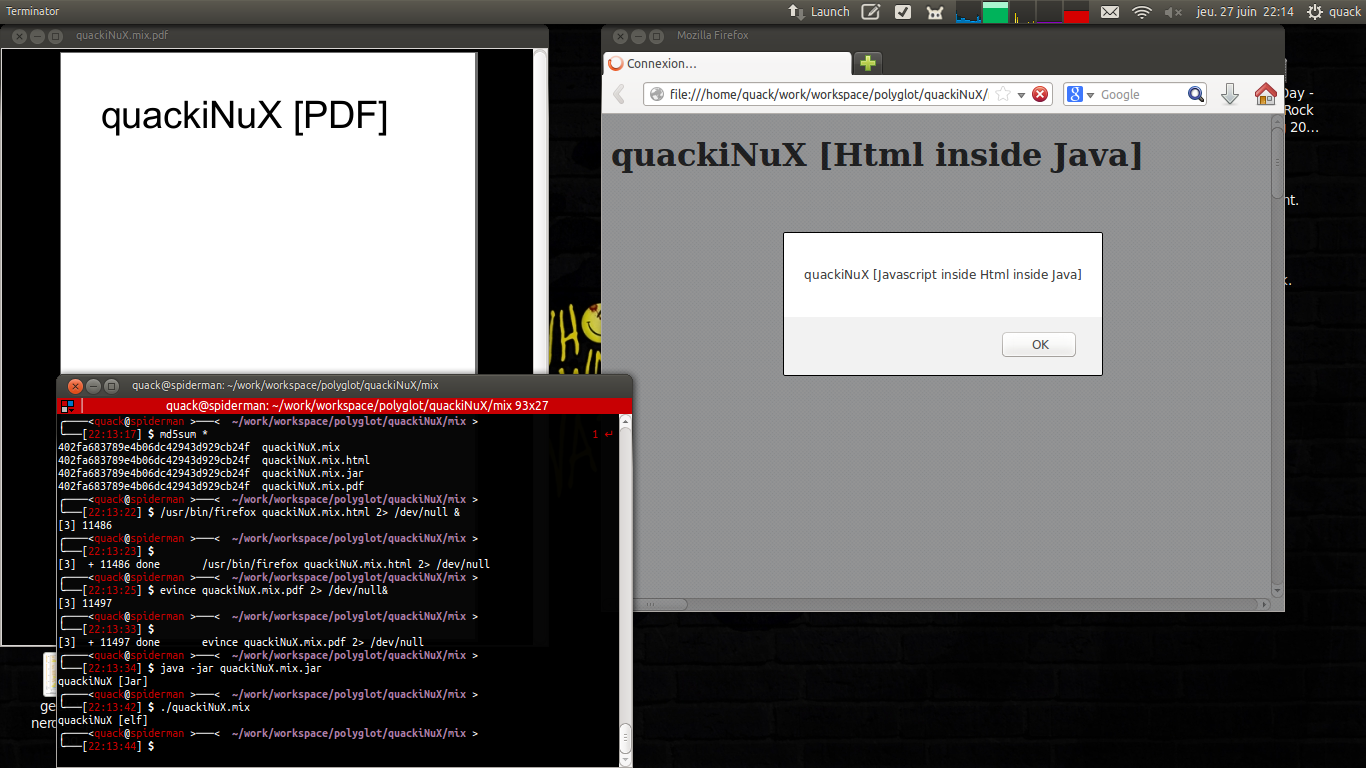 Terminator
Launch
jeu. 27 juin 22:14
quack
quackiNuX.mix.pdf
quackiNuX [PDF]
Mozilla Firefox
Connexion…
file:///home/quack/work/workspace/polyglot/quackiNuX/
Google
quackiNuX [Html inside Java]
quackiNuX [Javascript inside Html inside Java]
OK
Day -
Rock
20...
quack@spiderman: ~/work/workspace/polyglot/quackiNuX/mix
quack@spiderman: ~/work/workspace/polyglot/quackiNuX/mix 93x27
╭───<quack@spiderman >───< ~/work/workspace/polyglot/quackiNuX/mix >
╰───[22:13:17] $ md5sum * 1 ↵
402fa683789e4b06dc42943d929cb24f quackiNuX.mix
402fa683789e4b06dc42943d929cb24f quackiNuX.mix.html
402fa683789e4b06dc42943d929cb24f quackiNuX.mix.jar
402fa683789e4b06dc42943d929cb24f quackiNuX.mix.pdf
╭───<quack@spiderman >───< ~/work/workspace/polyglot/quackiNuX/mix >
╰───[22:13:22] $ /usr/bin/firefox quackiNuX.mix.html 2> /dev/null &
[3] 11486
╭───<quack@spiderman >───< ~/work/workspace/polyglot/quackiNuX/mix >
╰───[22:13:23] $
[3] + 11486 done /usr/bin/firefox quackiNuX.mix.html 2> /dev/null
╭───<quack@spiderman >───< ~/work/workspace/polyglot/quackiNuX/mix >
╰───[22:13:25] $ evince quackiNuX.mix.pdf 2> /dev/null&
[3] 11497
╭───<quack@spiderman >───< ~/work/workspace/polyglot/quackiNuX/mix >
╰───[22:13:33] $
[3] + 11497 done evince quackiNuX.mix.pdf 2> /dev/null
╭───<quack@spiderman >───< ~/work/workspace/polyglot/quackiNuX/mix >
╰───[22:13:34] $ java -jar quackiNuX.mix.jar
quackiNuX [Jar]
╭───<quack@spiderman >───< ~/work/workspace/polyglot/quackiNuX/mix >
╰───[22:13:42] $ ./quackiNuX.mix
quackiNuX [elf]
╭───<quack@spiderman >───< ~/work/workspace/polyglot/quackiNuX/mix >
╰───[22:13:44] $